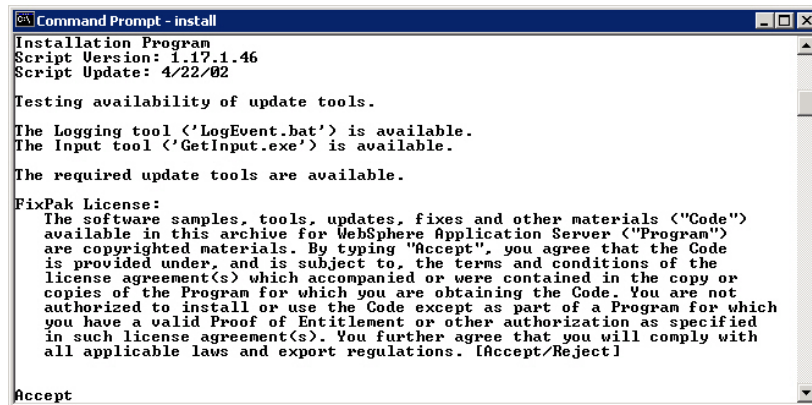 Command Prompt - install
Installation Program
Script Version: 1.17.1.46
Script Update: 4/22/02
Testing availability of update tools.
The Logging tool ('LogEvent.bat') is available.
The Input tool ('GetInput.exe') is available.
The required update tools are available.
FixPak License:
The software samples, tools, updates, fixes and other materials ("Code")
available in this archive for WebSphere Application Server ("Program")
are copyrighted materials. By typing "Accept", you agree that the Code
is provided under, and is subject to, the terms and conditions of the
license agreement(s) which accompanied or were contained in the copy or
copies of the Program for which you are obtaining the Code. You are not
authorized to install or use the Code except as part of a Program for which
you have a valid Proof of Entitlement or other authorization as specified
in such license agreement(s). You further agree that you will comply with
all applicable laws and export regulations. [Accept/Reject]
Accept